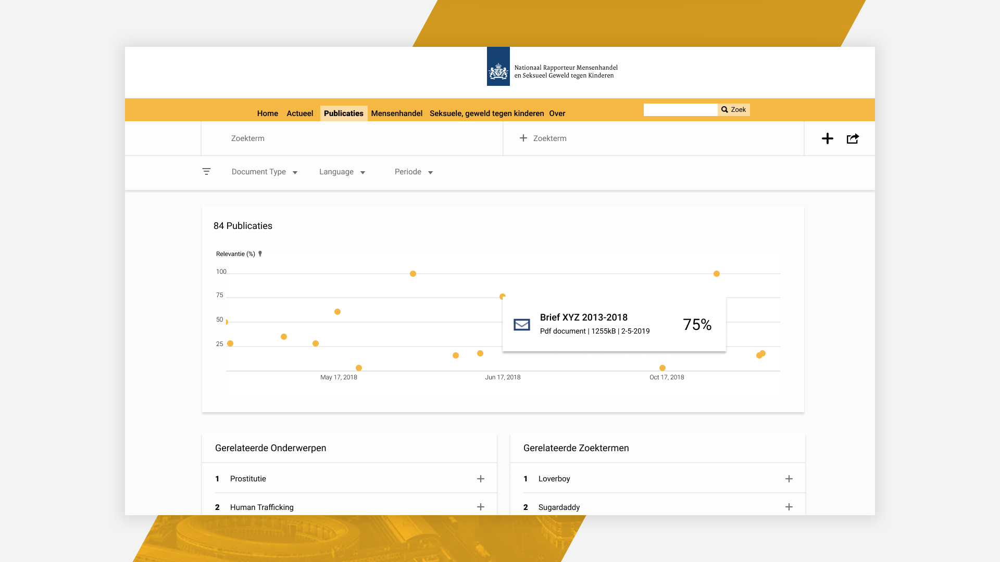 Nationaal Rapporteur Mensenhandel
en Seksueel Geweld tegen Kinderen
Home Actueel Publicaties Mensenhandel Seksuele, geweld tegen kinderen Over
Zoek
Zoekterm
Zoekterm
Document Type Language Periode
84 Publicaties
Relevantie (%)
100
75
50
25
Brief XYZ 2013-2018
Pdf document | 1255kB | 2-5-2019
75%
May 17, 2018 Jun 17, 2018 Oct 17, 2018
Gerelateerde Onderwerpen
1 Prostitutie
2 Human Trafficking
Gerelateerde Zoektermen
1 Loverboy
2 Sugardaddy